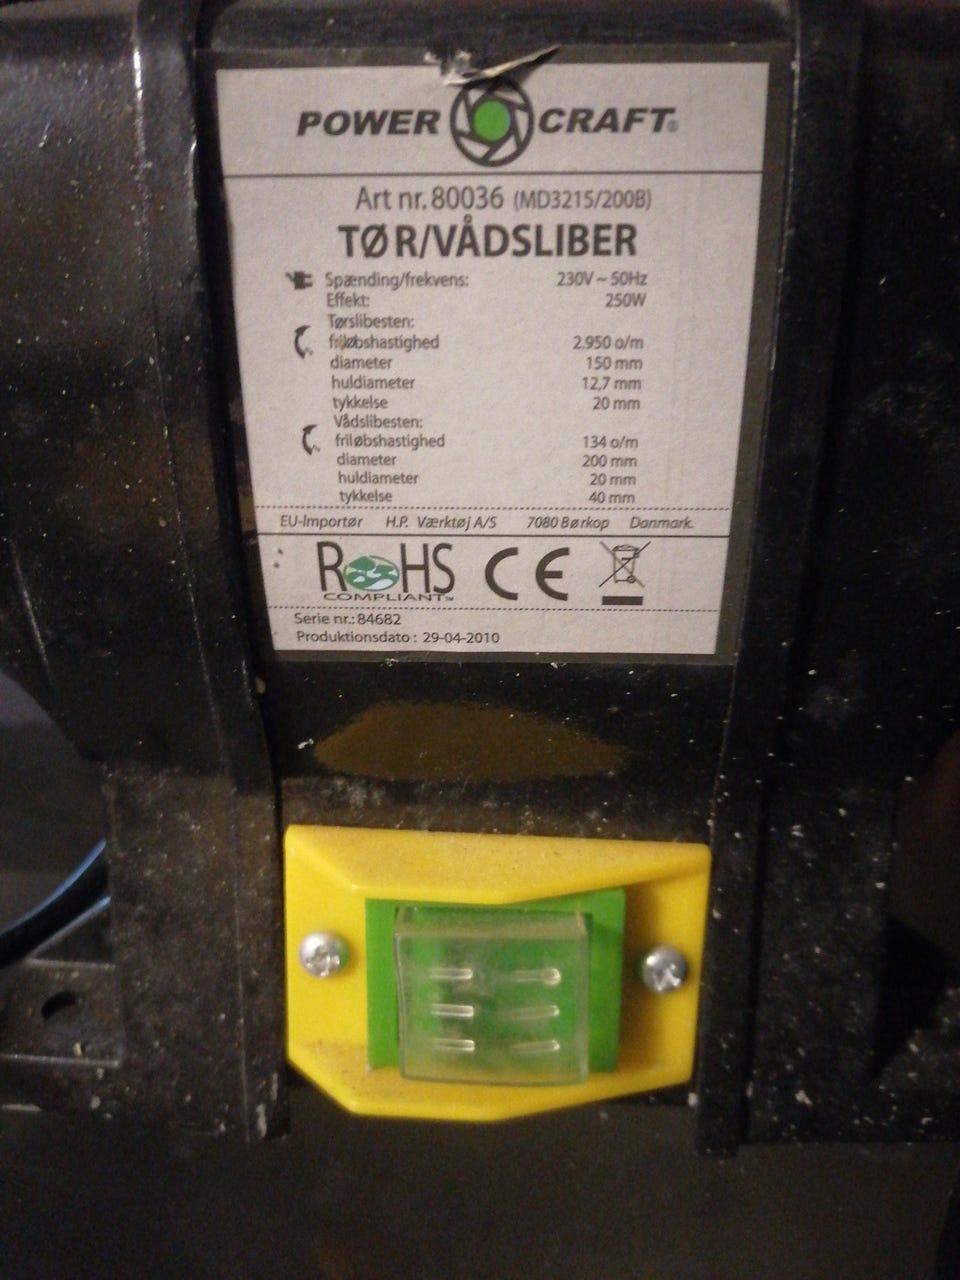 POWER CRAFT®
Art nr. 80036 (MD3215/200B)
TØR/VÅDSLIBER
Spænding/frekvens: 230V ~ 50Hz
Effekt: 250W
Tørslibesten:
friløbshastighed 2.950 o/m
diameter 150 mm
huldiameter 12,7 mm
tykkelse 20 mm
Vådslibesten:
friløbshastighed 134 o/m
diameter 200 mm
huldiameter 20 mm
tykkelse 40 mm
EU-Importør H.P. Værktøj A/S 7080 Børkop Danmark.
RoHS CE
COMPLIANT™
Serie nr.: 84682
Produktionsdato : 29-04-2010